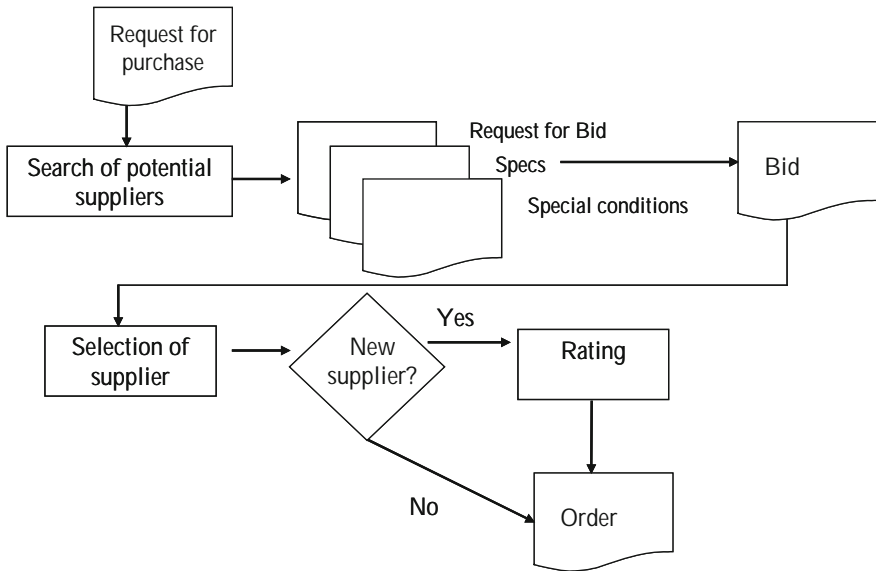 Request for
purchase
Search of potential
suppliers
Request for Bid
Specs
Special conditions
Bid
Selection of
supplier
New
supplier?
Yes
Rating
No
Order